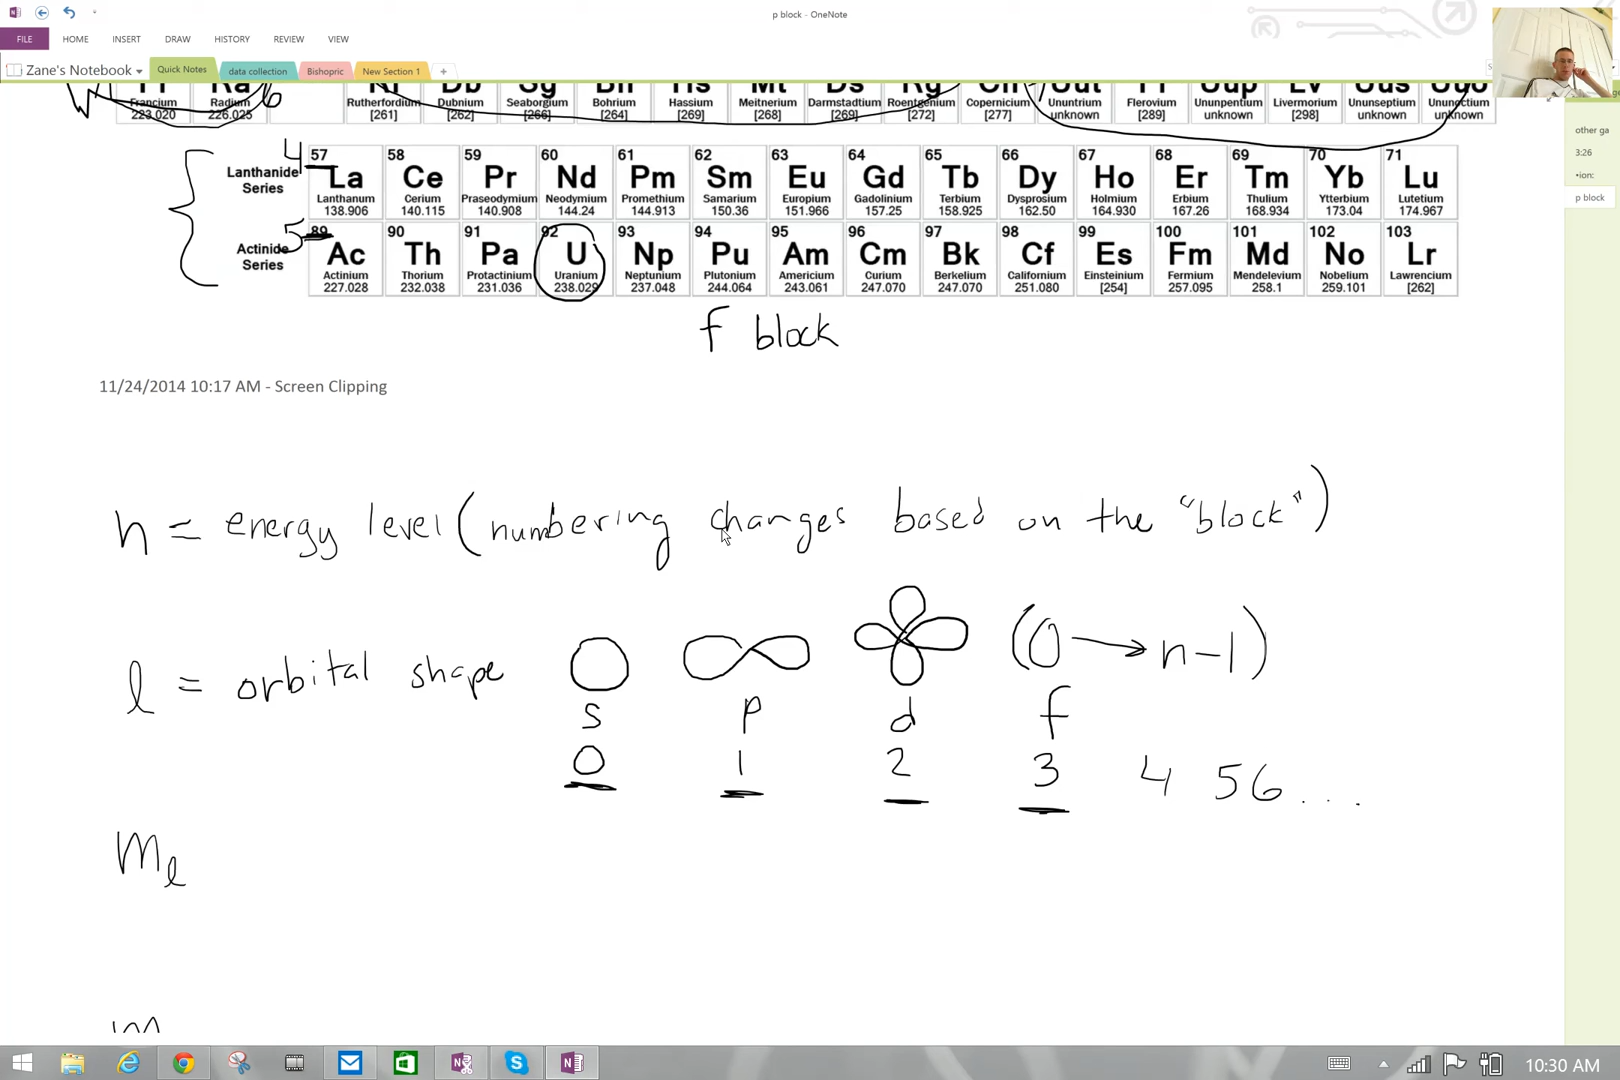 p block - OneNote
FILE HOME INSERT DRAW HISTORY REVIEW VIEW
Zane's Notebook Quick Notes data collection Bishopric New Section 1 +
other ga
3:26
•ion:
p block
6
Francium Radium Rutherfordium Dubnium Seaborgium Bohrium Hassium Meitnerium Darmstadtium Roentgenium Copernicium Ununtrium Flerovium Ununpentium Livermorium Ununseptium Ununoctium
223.020 226.025 [261] [262] [266] [264] [269] [268] [269] [272] [277] unknown [289] unknown [298] unknown unknown
4
57 58 59 60 61 62 63 64 65 66 67 68 69 70 71
Lanthanide Series
La Ce Pr Nd Pm Sm Eu Gd Tb Dy Ho Er Tm Yb Lu
Lanthanum Cerium Praseodymium Neodymium Promethium Samarium Europium Gadolinium Terbium Dysprosium Holmium Erbium Thulium Ytterbium Lutetium
138.906 140.115 140.908 144.24 144.913 150.36 151.966 157.25 158.925 162.50 164.930 167.26 168.934 173.04 174.967
5
89 90 91 92 93 94 95 96 97 98 99 100 101 102 103
Actinide Series
Ac Th Pa U Np Pu Am Cm Bk Cf Es Fm Md No Lr
Actinium Thorium Protactinium Uranium Neptunium Plutonium Americium Curium Berkelium Californium Einsteinium Fermium Mendelevium Nobelium Lawrencium
227.028 232.038 231.036 238.029 237.048 244.064 243.061 247.070 247.070 251.080 [254] 257.095 258.1 259.101 [262]
f block
11/24/2014 10:17 AM - Screen Clipping
n = energy level (numbering changes based on the "block")
l = orbital shape (0 → n-1)
s p d f
0 1 2 3 4 5 6 ...
m l
m
10:30 AM